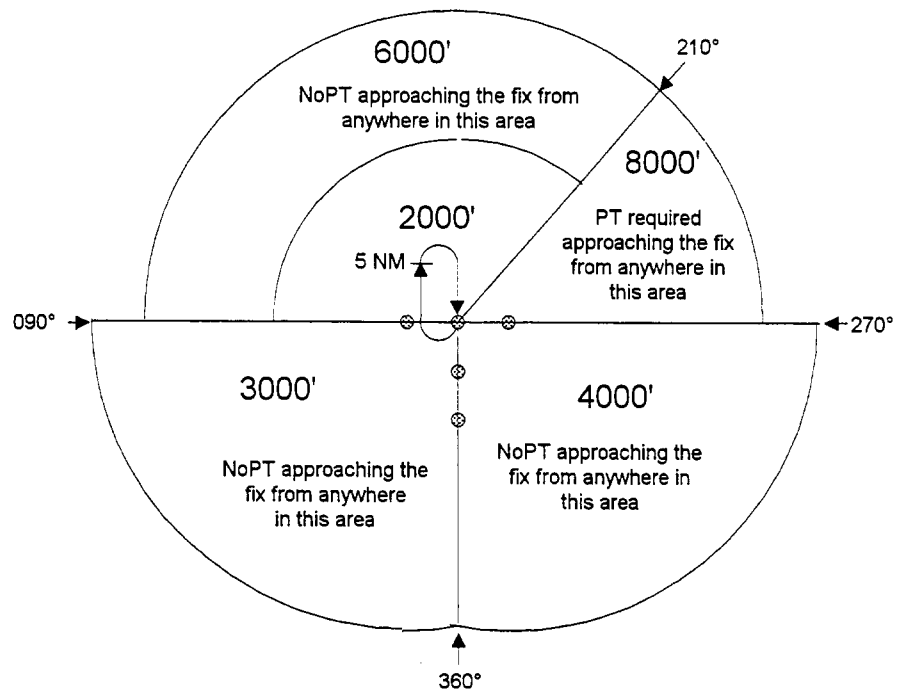 6000'
NoPT approaching the fix from
anywhere in this area
210°
8000'
PT required
approaching the fix
from anywhere in
this area
2000'
5 NM
090°
270°
3000'
NoPT approaching the
fix from anywhere
in this area
4000'
NoPT approaching the
fix from anywhere in
this area
360°